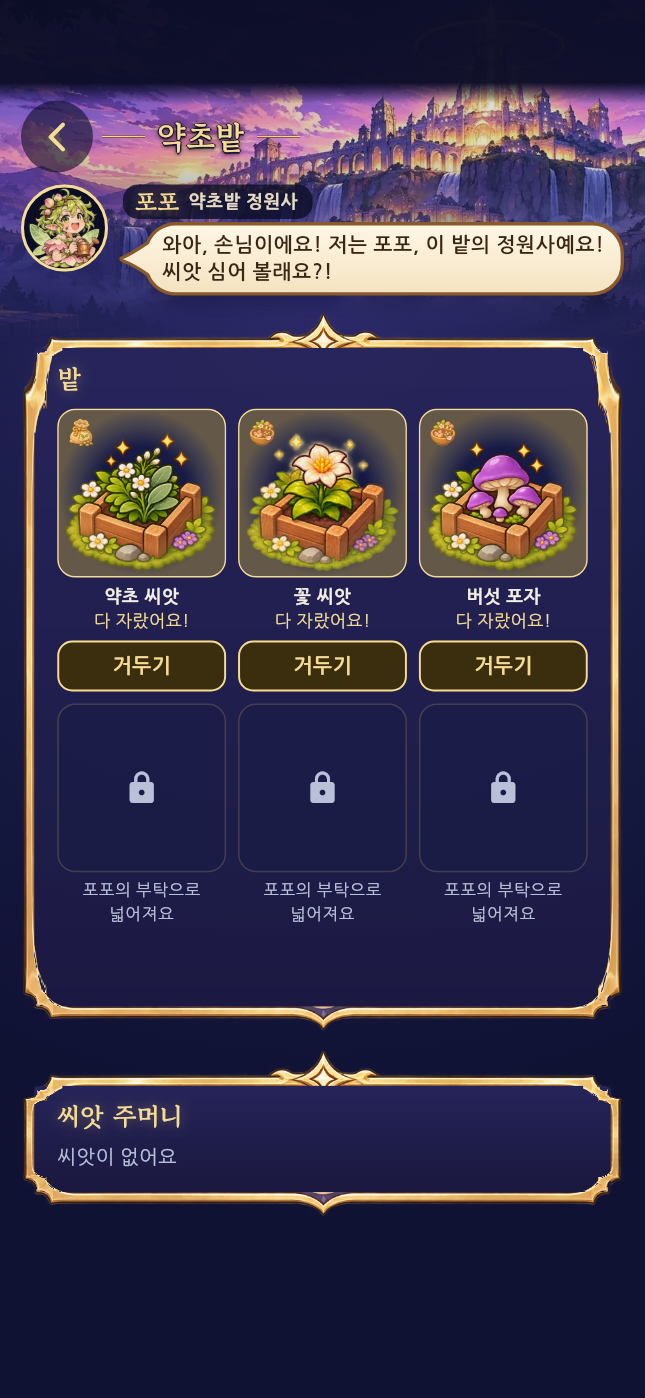 약초밭
포포 약초밭 정원사
와아, 손님이에요! 저는 포포, 이 밭의 정원사예요!
씨앗 심어 볼래요?!
밭
약초 씨앗
다 자랐어요!
거두기
꽃 씨앗
다 자랐어요!
거두기
버섯 포자
다 자랐어요!
거두기
포포의 부탁으로
넓어져요
포포의 부탁으로
넓어져요
포포의 부탁으로
넓어져요
씨앗 주머니
씨앗이 없어요